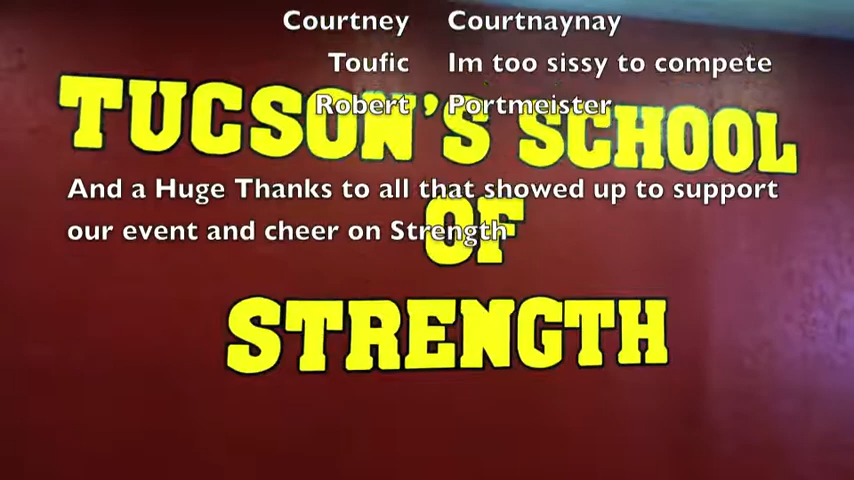 Courtney Courtnaynay
Toufic Im too sissy to compete
Robert Portmeister
TUCSON'S SCHOOL
And a Huge Thanks to all that showed up to support
our event and cheer on Strength
OF
STRENGTH